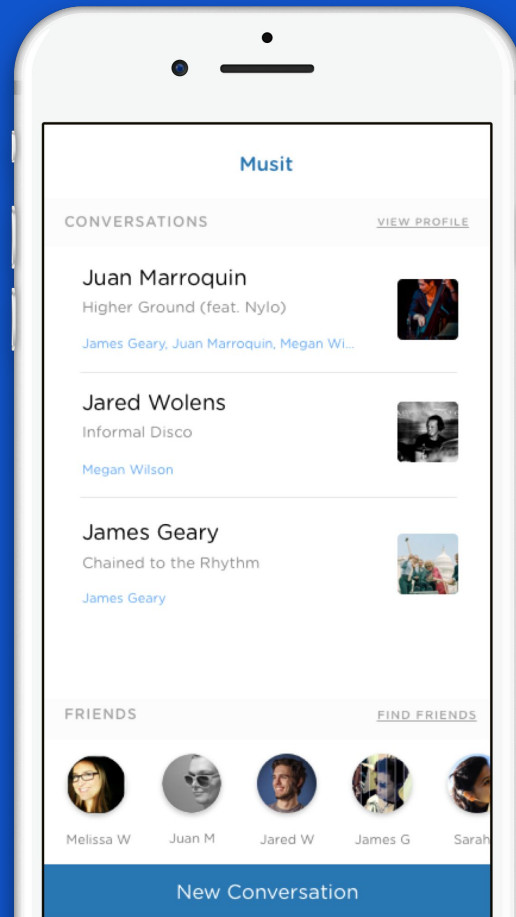 Musit
CONVERSATIONS VIEW PROFILE
Juan Marroquin
Higher Ground (feat. Nylo)
James Geary, Juan Marroquin, Megan Wi...
Jared Wolens
Informal Disco
Megan Wilson
James Geary
Chained to the Rhythm
James Geary
FRIENDS FIND FRIENDS
Melissa W Juan M Jared W James G Sarah
New Conversation